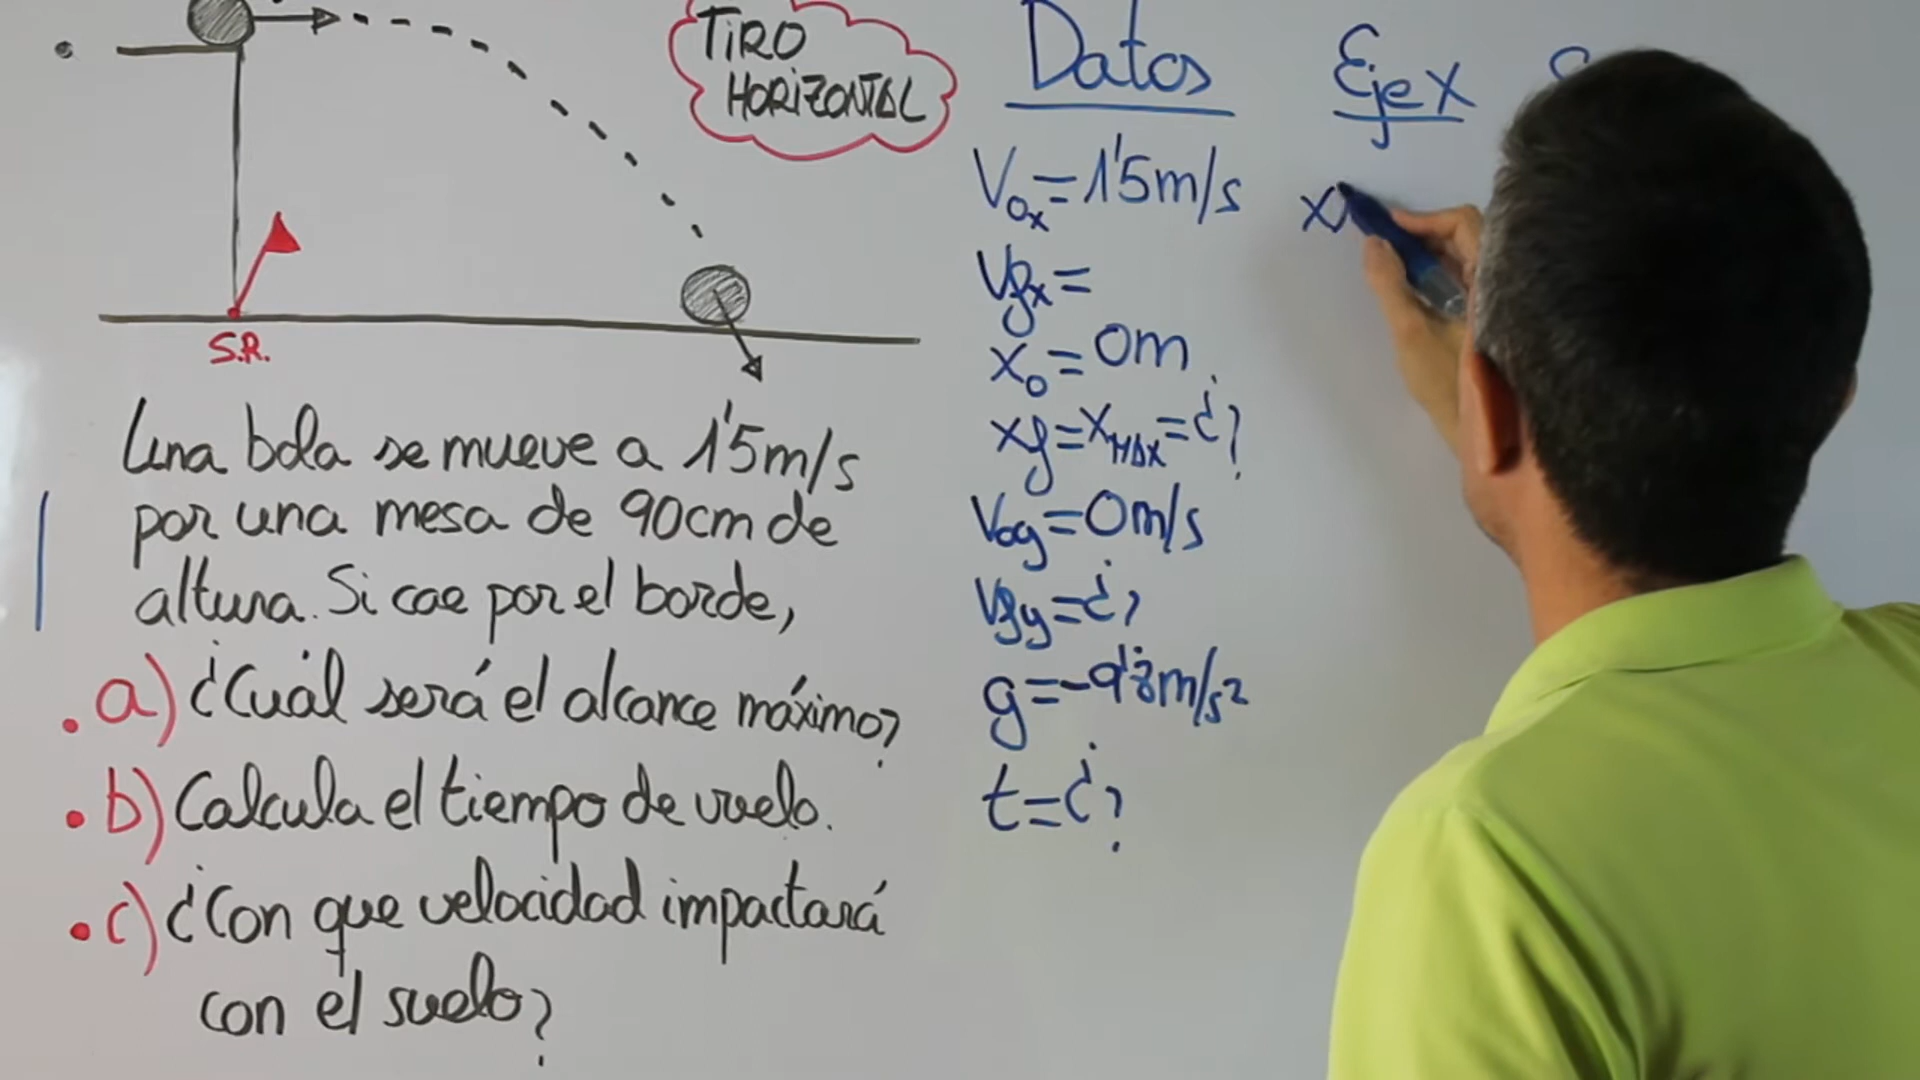 TIRO
HORIZONTAL
S.R.
Una bola se mueve a 1'5m/s
por una mesa de 90cm de
altura. Si cae por el borde,
a) ¿Cuál será el alcance máximo?
b) Calcula el tiempo de vuelo.
c) ¿Con que velocidad impactará
con el suelo?
Datos
V₀ₓ=1'5m/s
Vfx=
x₀=0m
xf=xMAX=¿?
V₀y=0m/s
Vfy=¿?
g=-9'8m/s²
t=¿?
Eje X
x